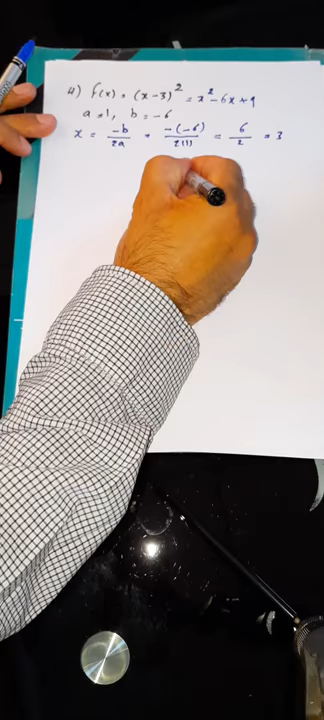 4) f(x) = (x-3)² = x² - 6x + 9
a = 1, b = -6
x = -b/2a = -(-6)/2(1) = 6/2 = 3